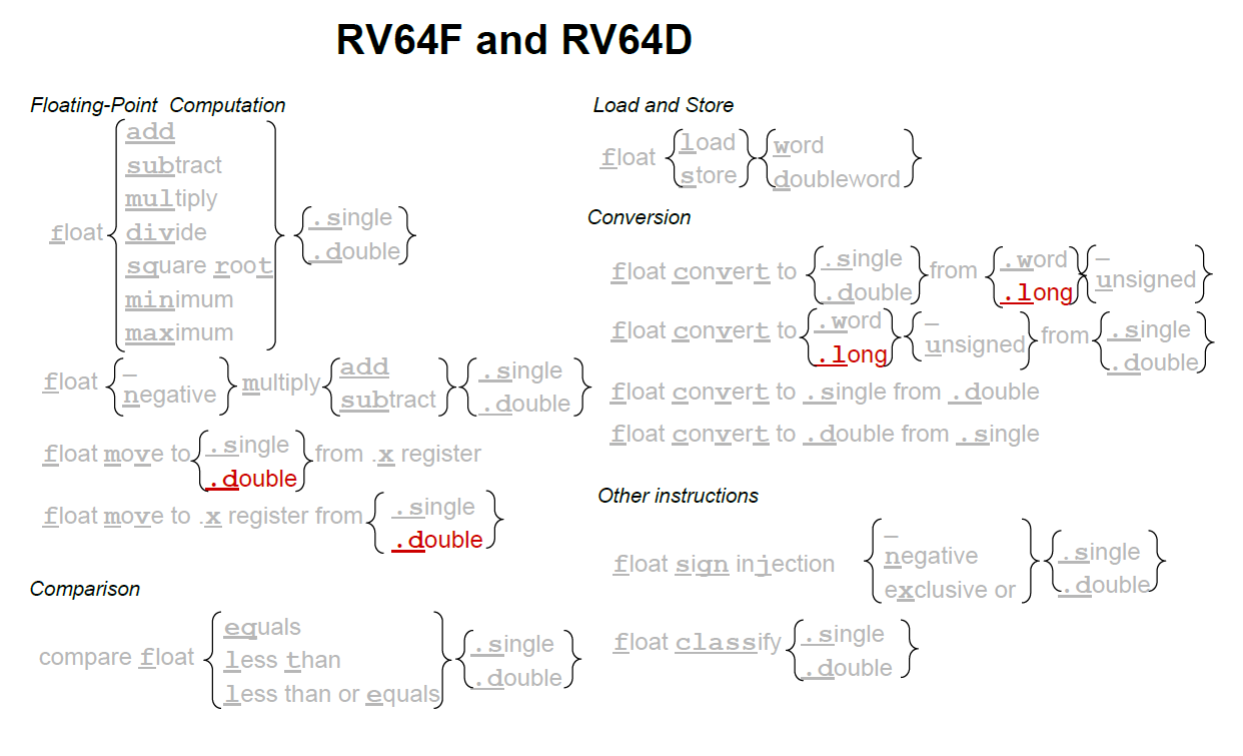 RV64F and RV64D
Floating-Point Computation
float
add
subtract
multiply
divide
square root
minimum
maximum
.single
.double
float
_
negative
multiply
add
subtract
.single
.double
float move to
.single
.double
from .x register
float move to .x register from
.single
.double
Comparison
compare float
equals
less than
less than or equals
.single
.double
Load and Store
float
load
store
word
doubleword
Conversion
float convert to
.single
.double
from
.word
.long
_
unsigned
float convert to
.word
.long
_
unsigned
from
.single
.double
float convert to .single from .double
float convert to .double from .single
Other instructions
float sign injection
_
negative
exclusive or
.single
.double
float classify
.single
.double